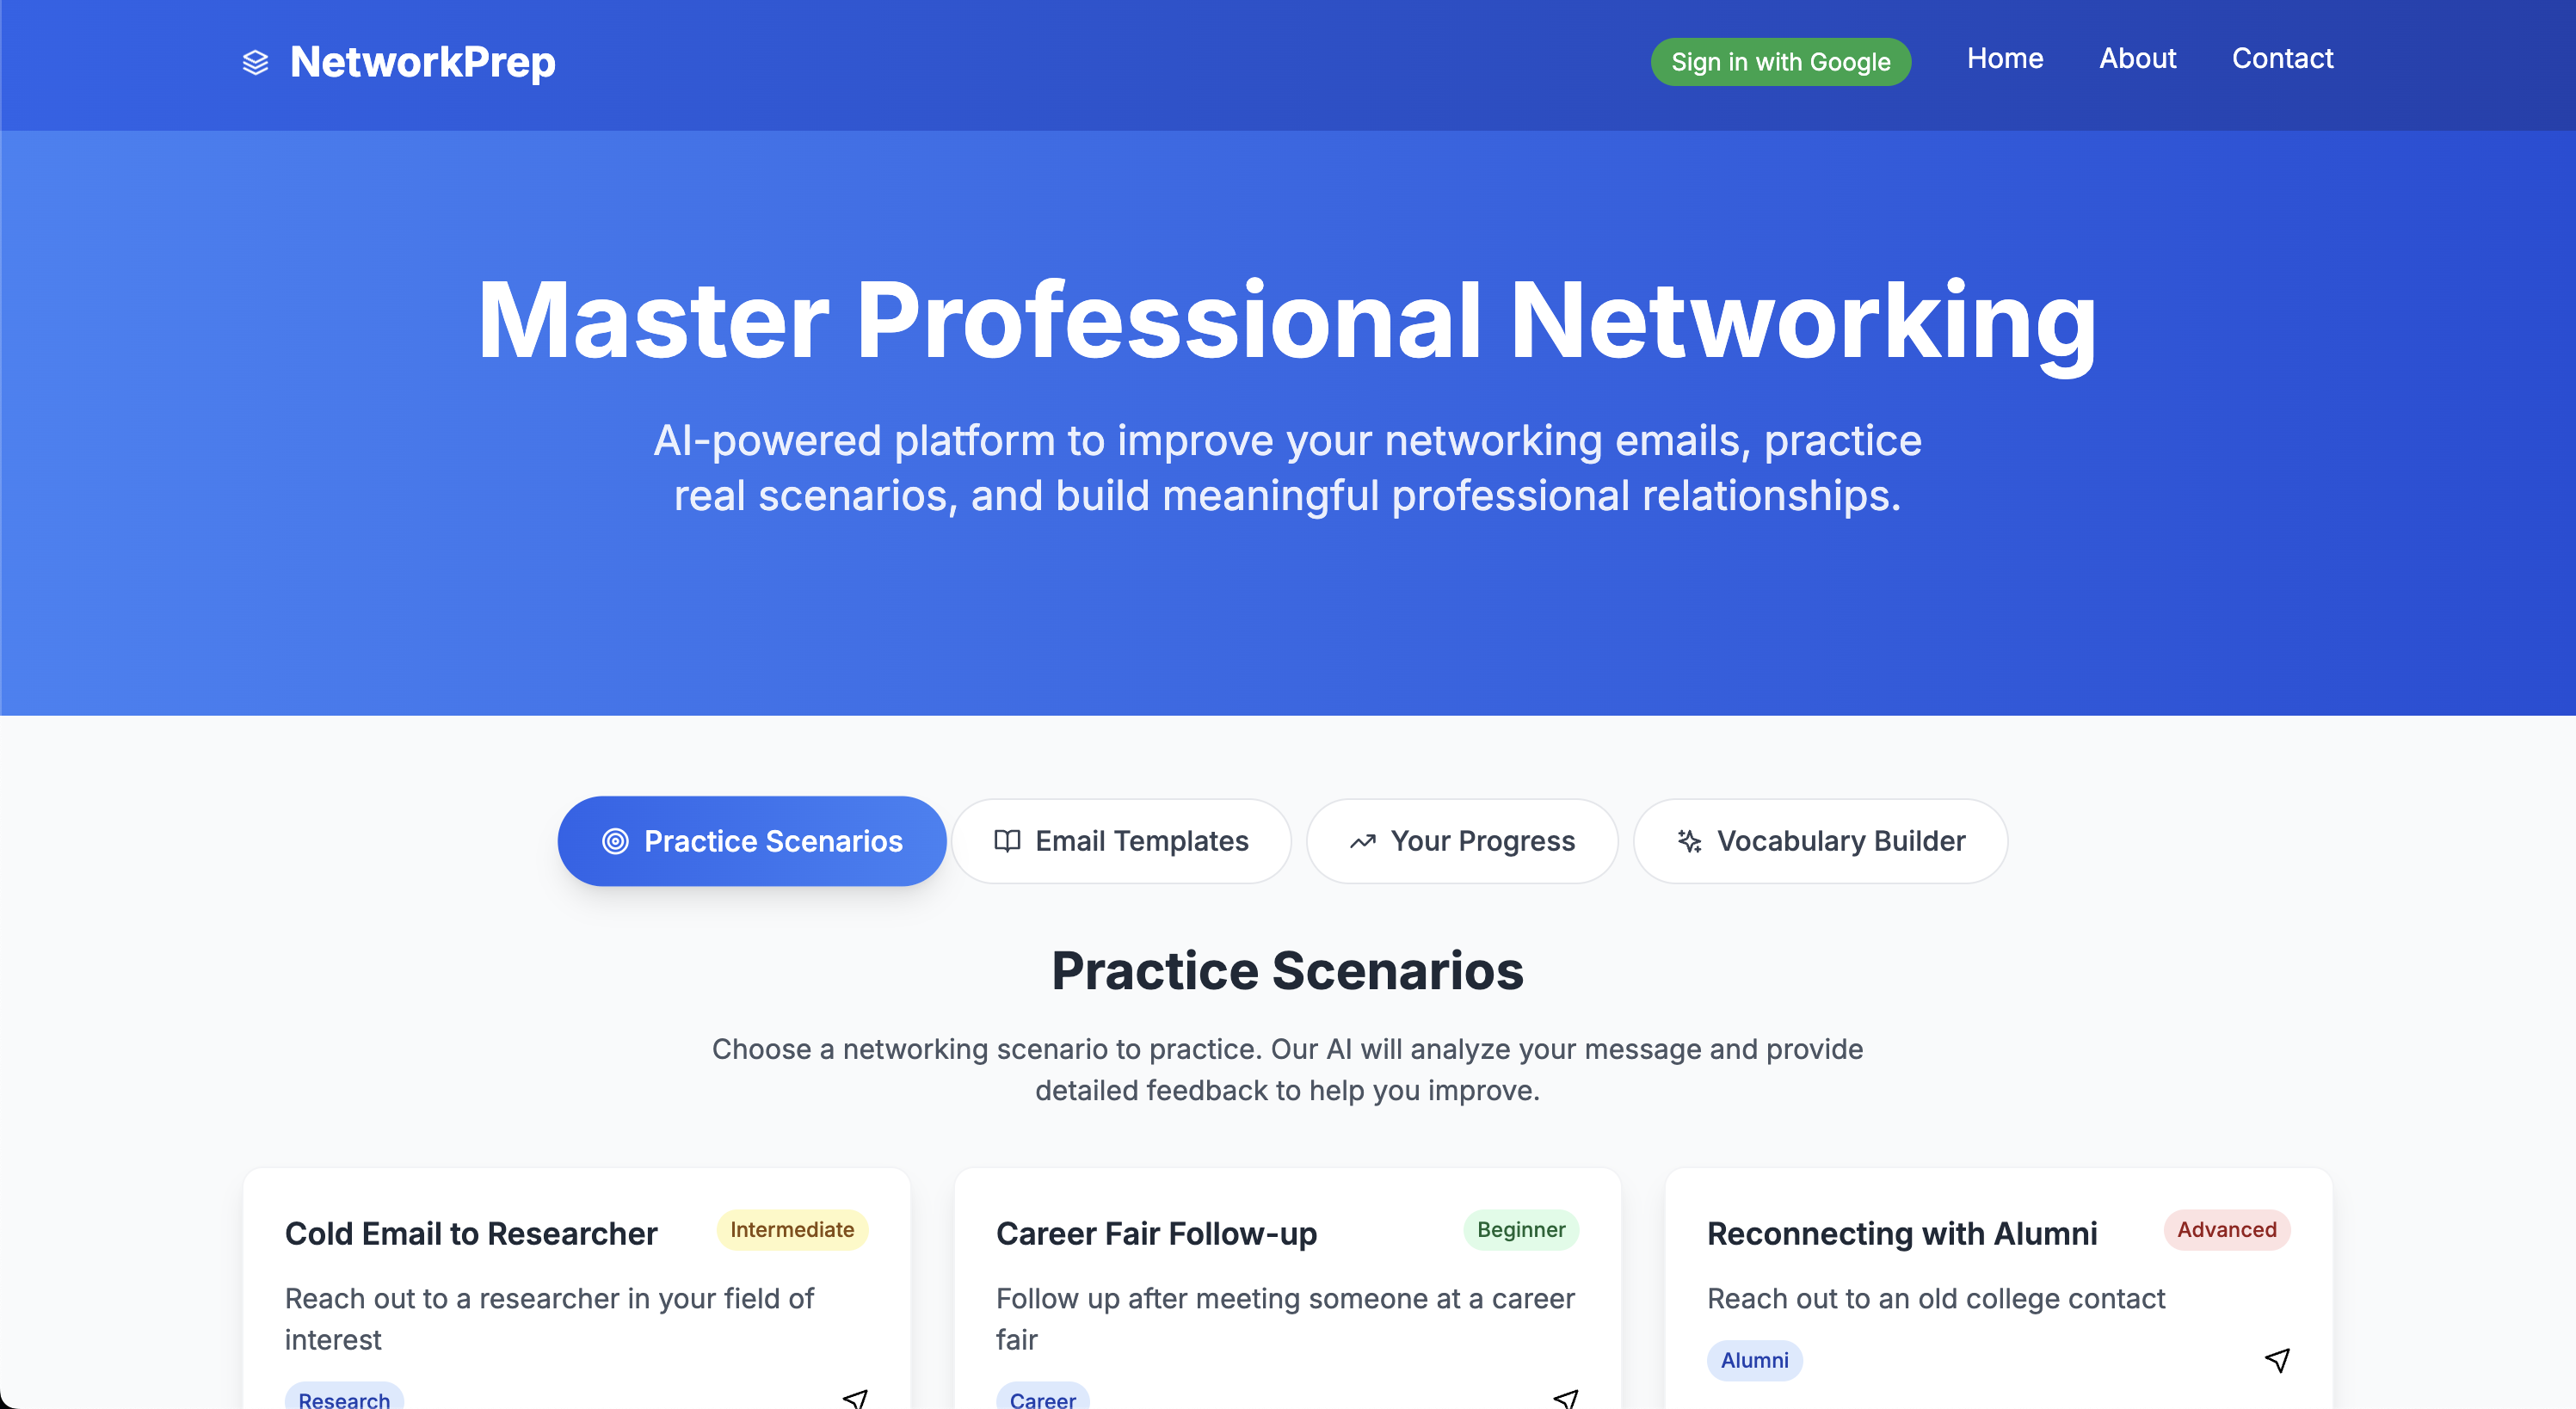 NetworkPrep
Sign in with Google
Home
About
Contact
Master Professional Networking
AI-powered platform to improve your networking emails, practice
real scenarios, and build meaningful professional relationships.
Practice Scenarios
Email Templates
Your Progress
Vocabulary Builder
Practice Scenarios
Choose a networking scenario to practice. Our AI will analyze your message and provide
detailed feedback to help you improve.
Cold Email to Researcher
Intermediate
Reach out to a researcher in your field of
interest
Research
Career Fair Follow-up
Beginner
Follow up after meeting someone at a career
fair
Career
Reconnecting with Alumni
Advanced
Reach out to an old college contact
Alumni